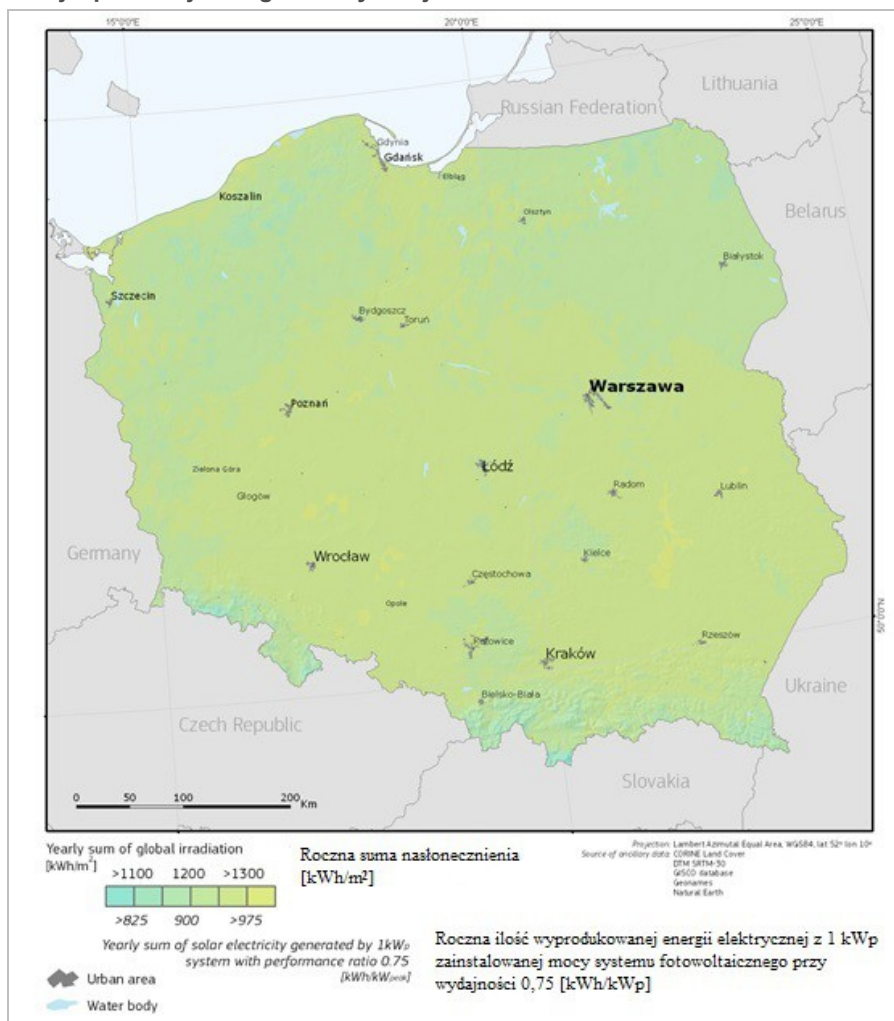 15°0'0"E 20°0'0"E 25°0'0"E
Lithuania
Russian Federation
Gdynia
Gdańsk
Elbląg
Koszalin
Olsztyn
Belarus
Białystok
Szczecin
Bydgoszcz
Toruń
Warszawa
Poznań
Łódź
Zielona Góra
Głogów
Radom
Lublin
Germany
Wrocław
Kielce
Częstochowa
Opole
50°0'0"N
Katowice
Kraków
Rzeszów
Bielsko-Biała
Ukraine
Czech Republic
Slovakia
0 50 100 200 Km
Yearly sum of global irradiation
[kWh/m²]
>1100 1200 >1300
>825 900 >975
Yearly sum of solar electricity generated by 1kWp
system with performance ratio 0.75
[kWh/kWpeak]
Urban area
Water body
Roczna suma nasłonecznienia
[kWh/m²]
Projection: Lambert Azimutal Equal Area, WGS84, lat 52° lon 10°
Source of ancillary data: CORINE Land Cover
DTM SRTM-30
GISCO database
Geonames
Natural Earth
Roczna ilość wyprodukowanej energii elektrycznej z 1 kWp
zainstalowanej mocy systemu fotowoltaicznego przy
wydajności 0,75 [kWh/kWp]